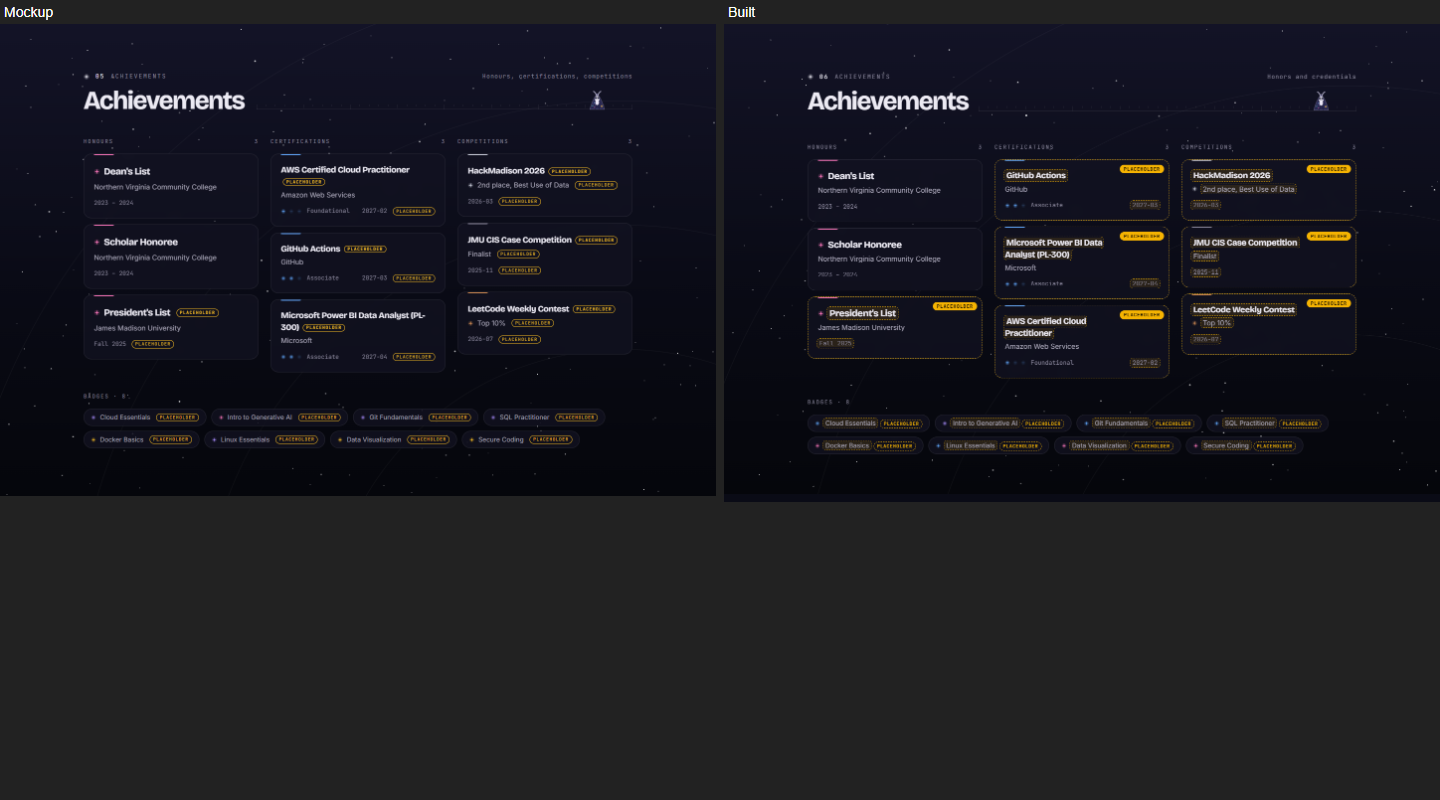 Mockup
05 ACHIEVEMENTS
Honours, certifications, competitions
Achievements
HONOURS 3
Dean's List
Northern Virginia Community College
2023 – 2024
Scholar Honoree
Northern Virginia Community College
2023 – 2024
President's List PLACEHOLDER
James Madison University
Fall 2025 PLACEHOLDER
CERTIFICATIONS 3
AWS Certified Cloud Practitioner
PLACEHOLDER
Amazon Web Services
Foundational 2027-02 PLACEHOLDER
GitHub Actions PLACEHOLDER
GitHub
Associate 2027-03 PLACEHOLDER
Microsoft Power BI Data Analyst (PL-
300) PLACEHOLDER
Microsoft
Associate 2027-04 PLACEHOLDER
COMPETITIONS 3
HackMadison 2026 PLACEHOLDER
2nd place, Best Use of Data PLACEHOLDER
2026-03 PLACEHOLDER
JMU CIS Case Competition PLACEHOLDER
Finalist PLACEHOLDER
2025-11 PLACEHOLDER
LeetCode Weekly Contest PLACEHOLDER
Top 10% PLACEHOLDER
2026-07 PLACEHOLDER
BADGES · 8
Cloud Essentials PLACEHOLDER Intro to Generative AI PLACEHOLDER Git Fundamentals PLACEHOLDER SQL Practitioner PLACEHOLDER
Docker Basics PLACEHOLDER Linux Essentials PLACEHOLDER Data Visualization PLACEHOLDER Secure Coding PLACEHOLDER
Built
06 ACHIEVEMENTS
Honors and credentials
Achievements
HONOURS 3
Dean's List
Northern Virginia Community College
2023 – 2024
Scholar Honoree
Northern Virginia Community College
2023 – 2024
PLACEHOLDER
President's List
James Madison University
Fall 2025
CERTIFICATIONS 3
PLACEHOLDER
GitHub Actions
GitHub
Associate 2027-03
PLACEHOLDER
Microsoft Power BI Data
Analyst (PL-300)
Microsoft
Associate 2027-04
PLACEHOLDER
AWS Certified Cloud
Practitioner
Amazon Web Services
Foundational 2027-02
COMPETITIONS 3
PLACEHOLDER
HackMadison 2026
2nd place, Best Use of Data
2026-03
PLACEHOLDER
JMU CIS Case Competition
Finalist
2025-11
PLACEHOLDER
LeetCode Weekly Contest
Top 10%
2026-07
BADGES · 8
Cloud Essentials PLACEHOLDER Intro to Generative AI PLACEHOLDER Git Fundamentals PLACEHOLDER SQL Practitioner PLACEHOLDER
Docker Basics PLACEHOLDER Linux Essentials PLACEHOLDER Data Visualization PLACEHOLDER Secure Coding PLACEHOLDER